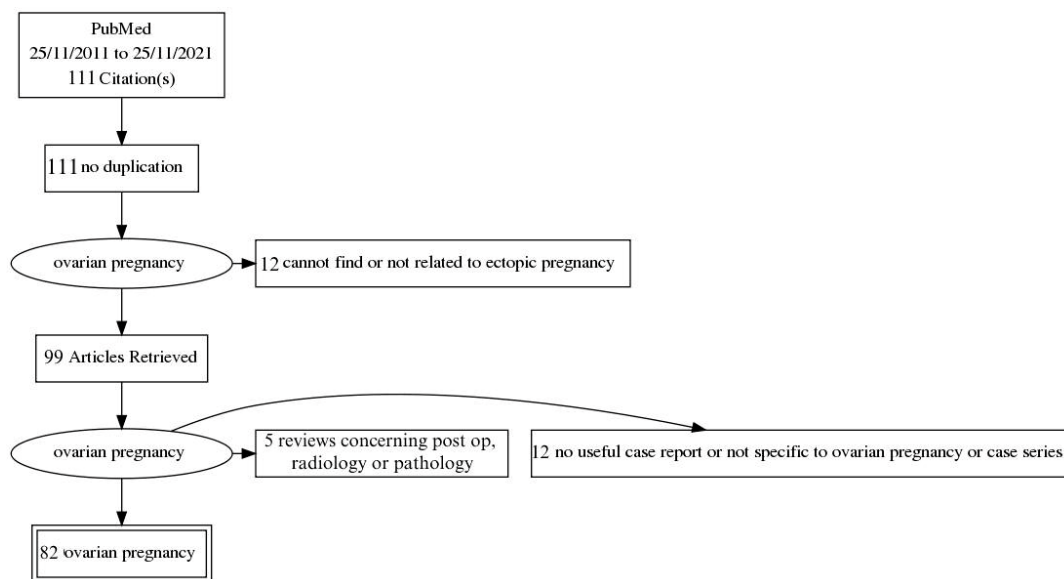 PubMed
25/11/2011 to 25/11/2021
111 Citation(s)
111 no duplication
ovarian pregnancy
12 cannot find or not related to ectopic pregnancy
99 Articles Retrieved
ovarian pregnancy
5 reviews concerning post op,
radiology or pathology
12 no useful case report or not specific to ovarian pregnancy or case series
82 ovarian pregnancy